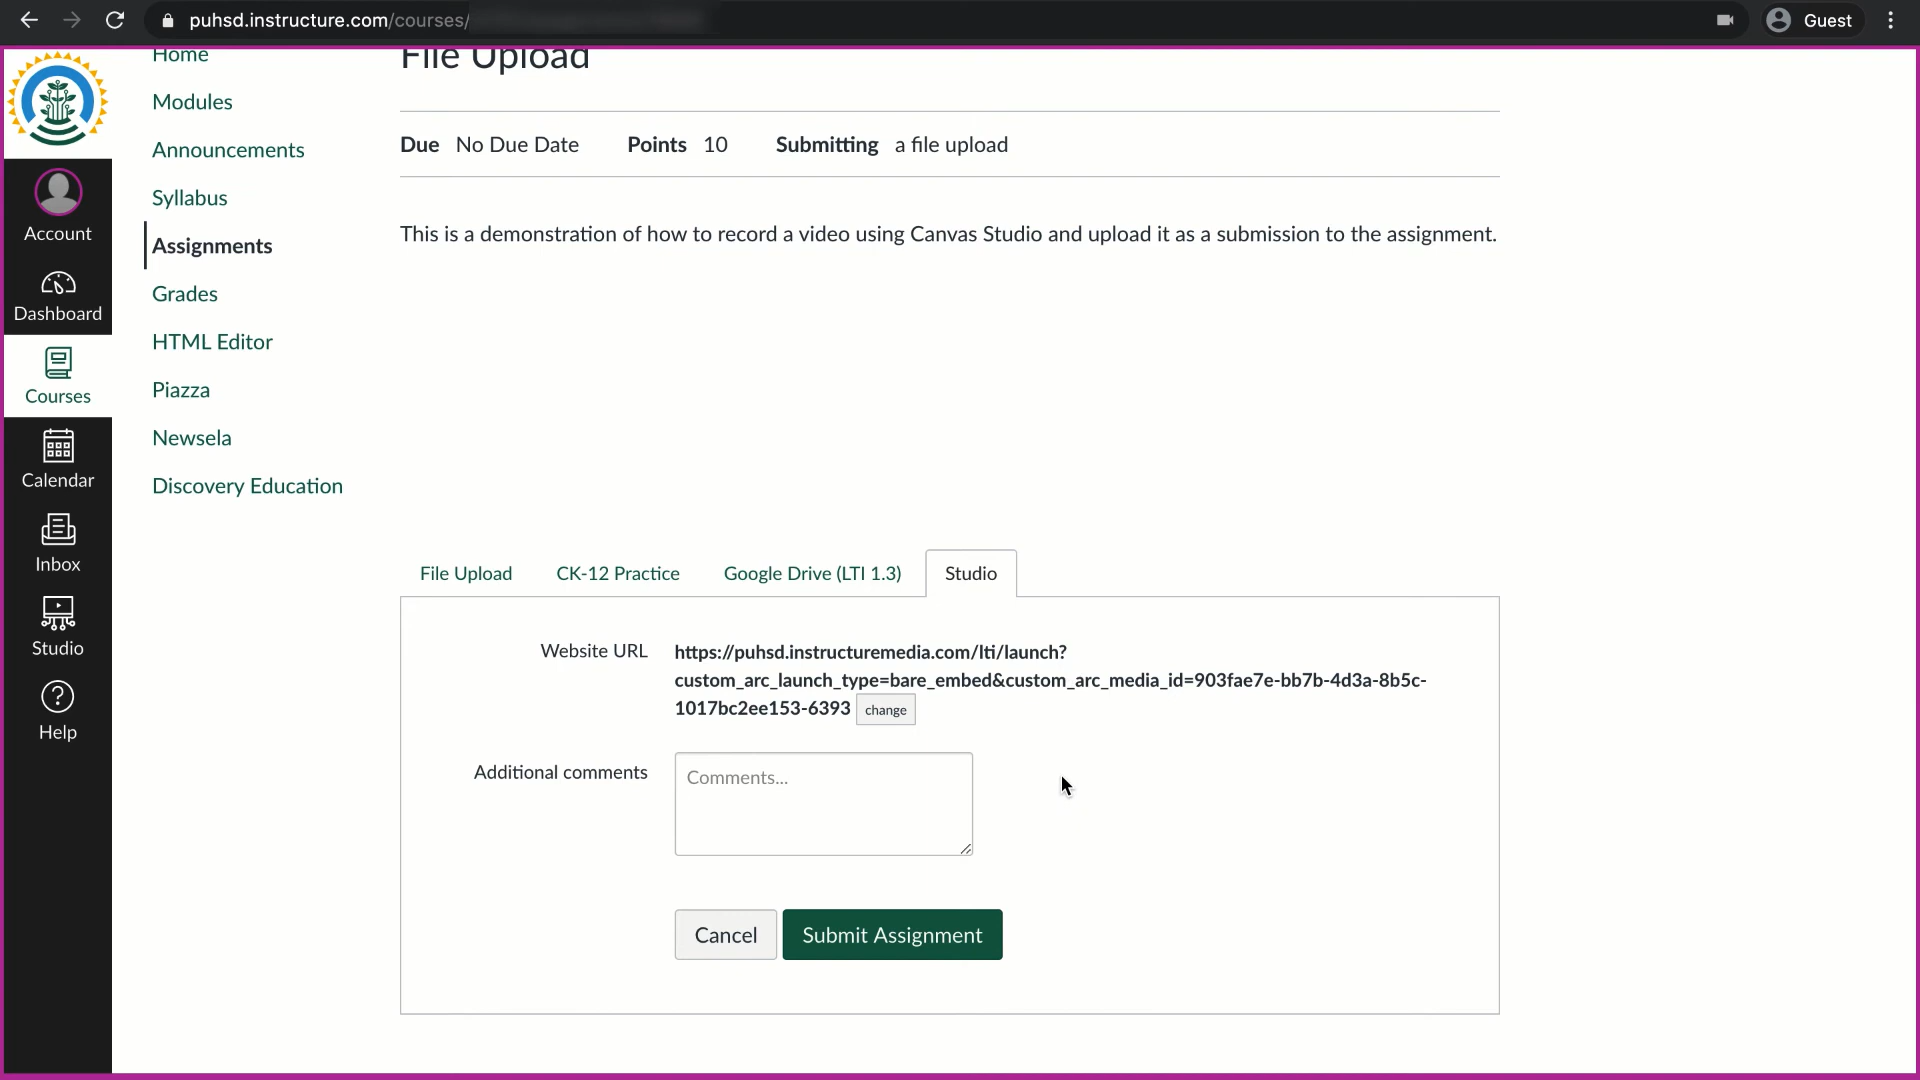 puhsd.instructure.com/courses/
Guest
Home
Modules
Announcements
Syllabus
Assignments
Grades
HTML Editor
Piazza
Newsela
Discovery Education
Account
Dashboard
Courses
Calendar
Inbox
Studio
Help
File Upload
Due No Due Date Points 10 Submitting a file upload
This is a demonstration of how to record a video using Canvas Studio and upload it as a submission to the assignment.
File Upload CK-12 Practice Google Drive (LTI 1.3) Studio
Website URL https://puhsd.instructuremedia.com/lti/launch?
custom_arc_launch_type=bare_embed&custom_arc_media_id=903fae7e-bb7b-4d3a-8b5c-
1017bc2ee153-6393 change
Additional comments Comments...
Cancel Submit Assignment